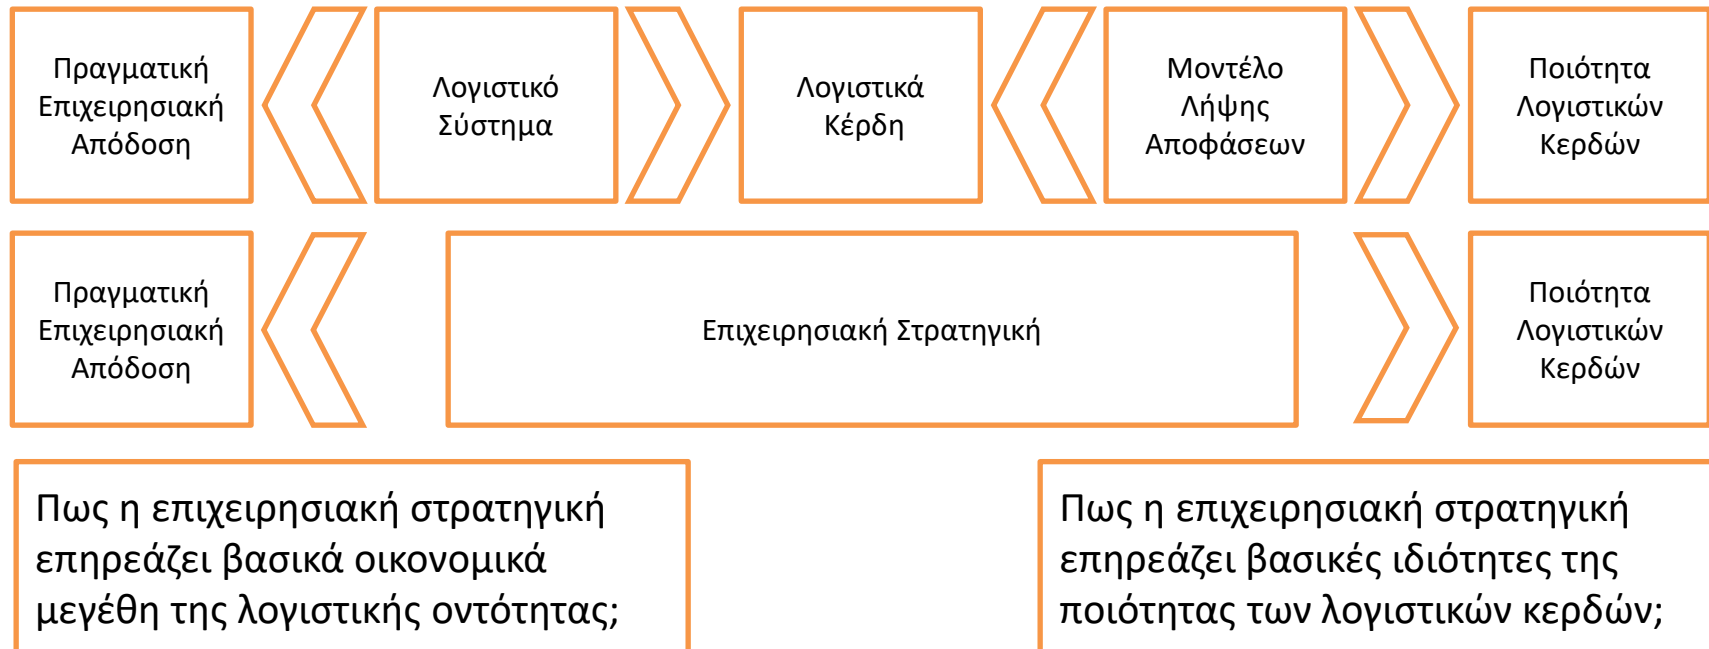 Πραγματική
Επιχειρησιακή
Απόδοση
Λογιστικό
Σύστημα
Λογιστικά
Κέρδη
Μοντέλο
Λήψης
Αποφάσεων
Ποιότητα
Λογιστικών
Κερδών
Πραγματική
Επιχειρησιακή
Απόδοση
Επιχειρησιακή Στρατηγική
Ποιότητα
Λογιστικών
Κερδών
Πως η επιχειρησιακή στρατηγική
επηρεάζει βασικά οικονομικά
μεγέθη της λογιστικής οντότητας;
Πως η επιχειρησιακή στρατηγική
επηρεάζει βασικές ιδιότητες της
ποιότητας των λογιστικών κερδών;